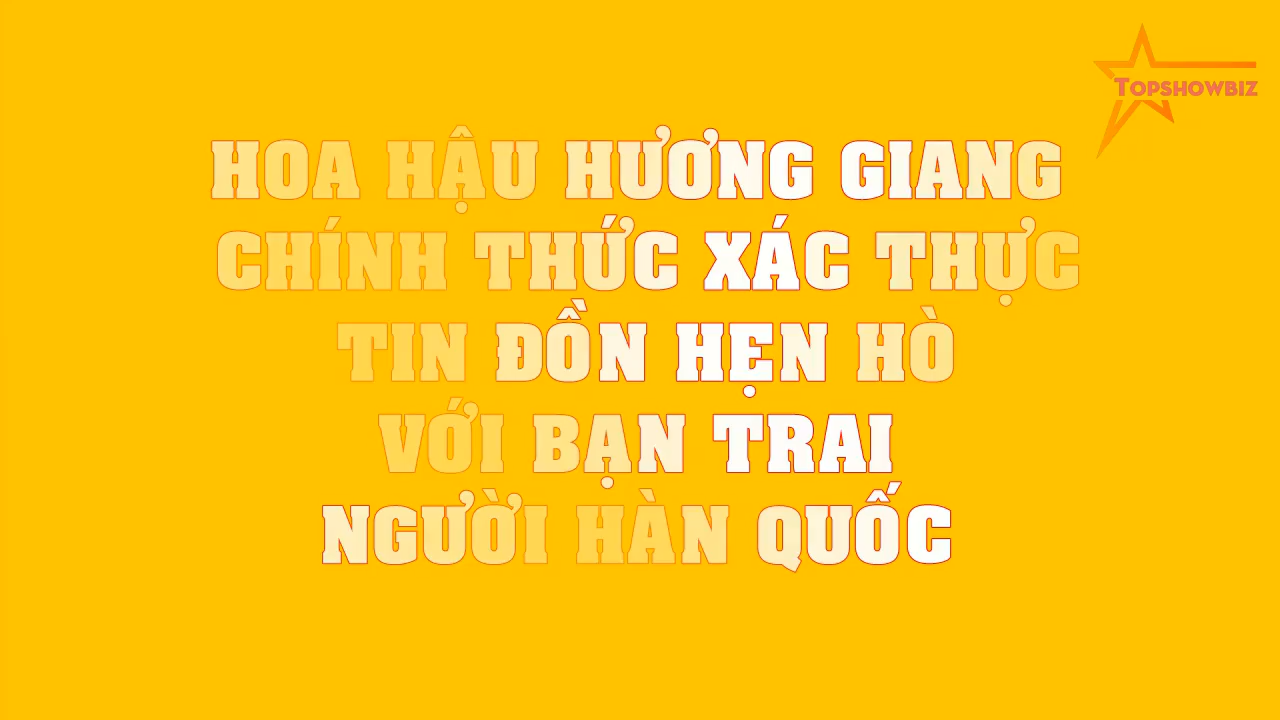 TOPSHOWBIZ
HOA HẬU HƯƠNG GIANG
CHÍNH THỨC XÁC THỰC
TIN ĐỒN HẸN HÒ
VỚI BẠN TRAI
NGƯỜI HÀN QUỐC